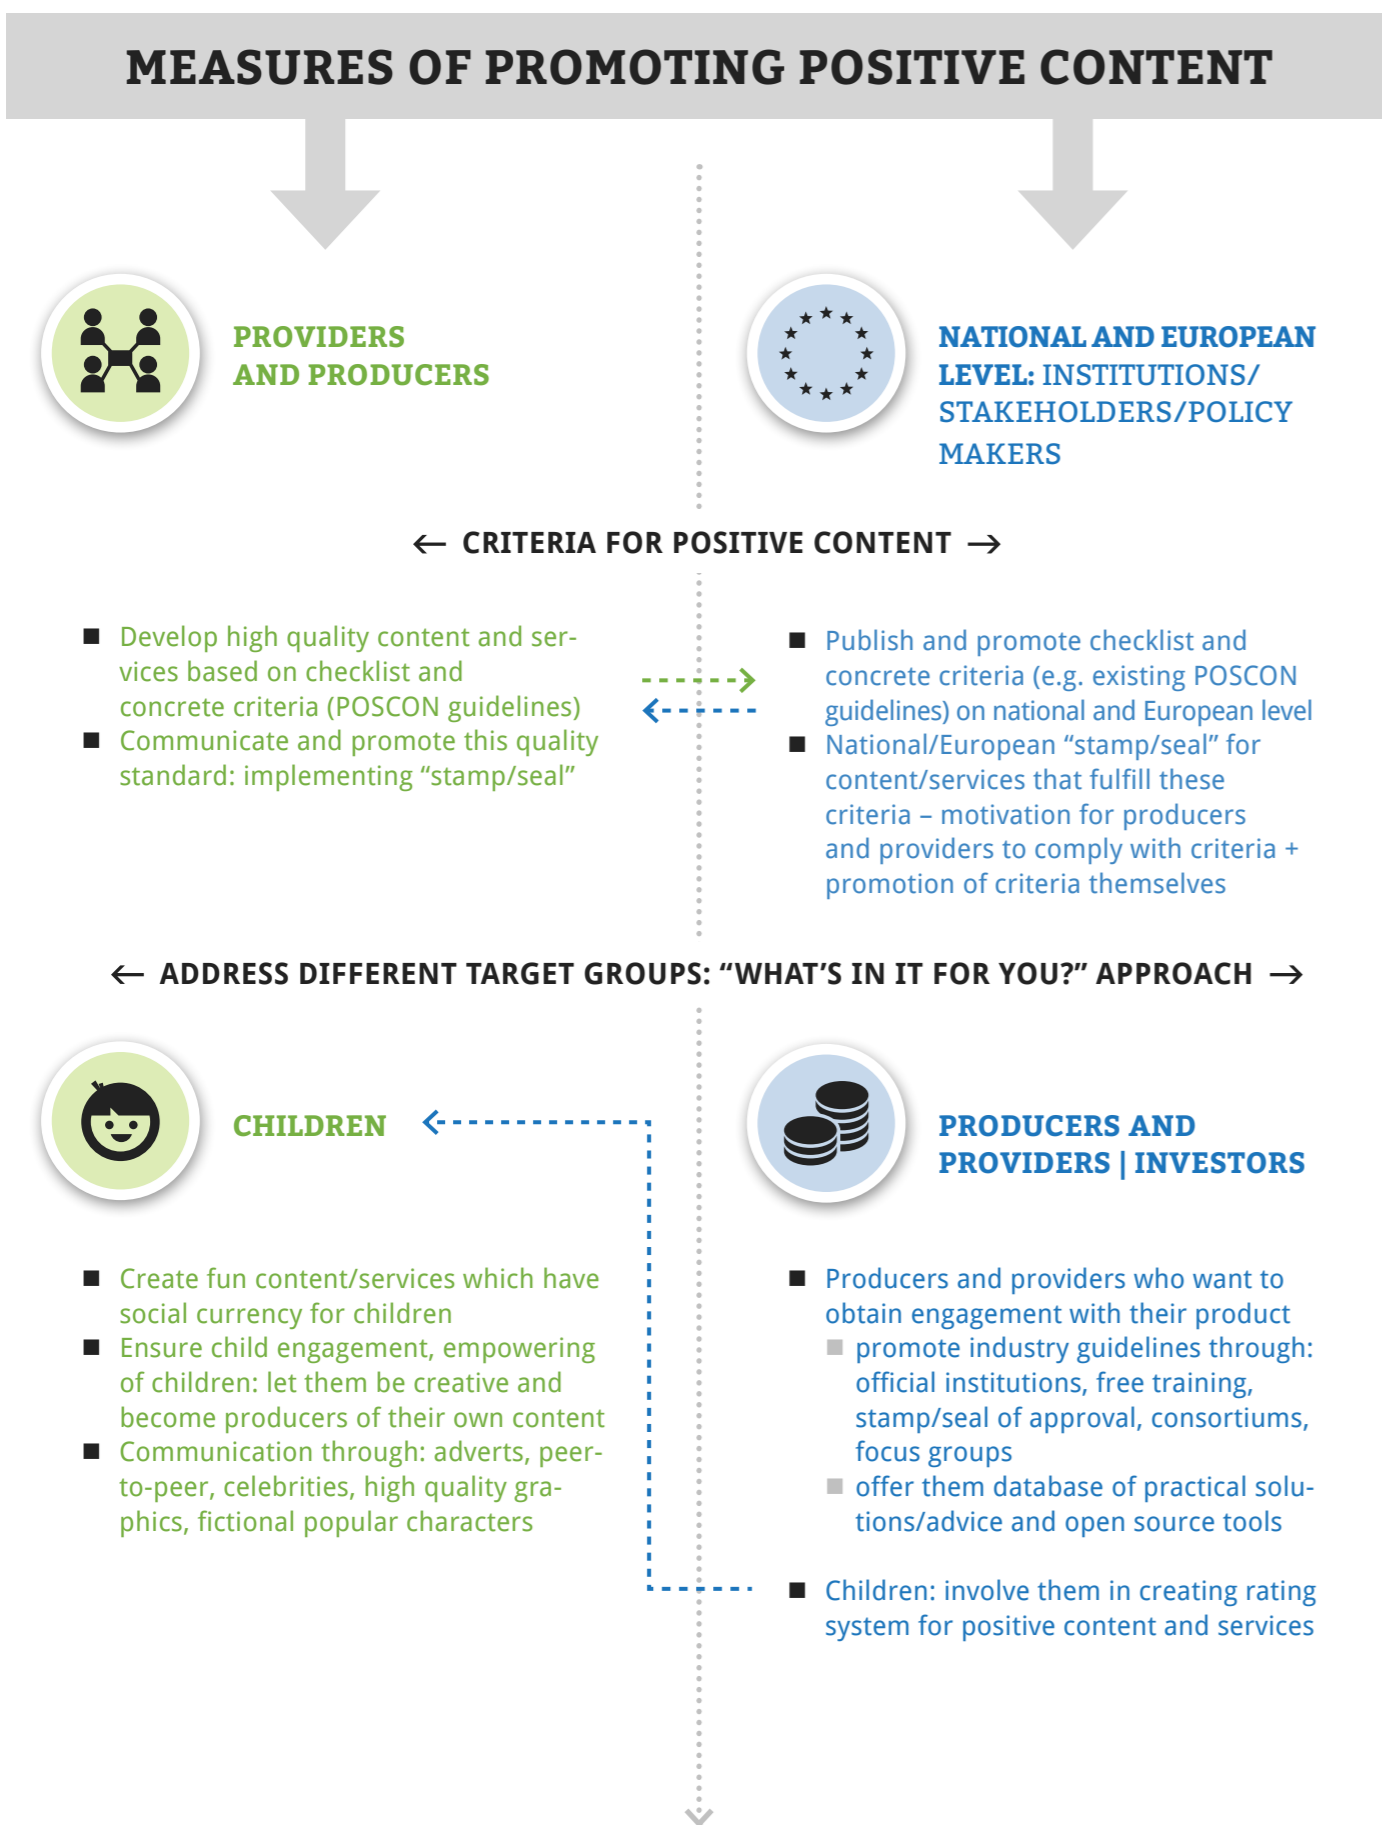 MEASURES OF PROMOTING POSITIVE CONTENT
PROVIDERS
AND PRODUCERS
NATIONAL AND EUROPEAN
LEVEL: INSTITUTIONS/
STAKEHOLDERS/POLICY
MAKERS
← CRITERIA FOR POSITIVE CONTENT →
■ Develop high quality content and ser-
vices based on checklist and
concrete criteria (POSCON guidelines)
■ Communicate and promote this quality
standard: implementing “stamp/seal”
■ Publish and promote checklist and
concrete criteria (e.g. existing POSCON
guidelines) on national and European level
■ National/European “stamp/seal” for
content/services that fulfill these
criteria – motivation for producers
and providers to comply with criteria +
promotion of criteria themselves
← ADDRESS DIFFERENT TARGET GROUPS: “WHAT’S IN IT FOR YOU?” APPROACH →
CHILDREN
■ Create fun content/services which have
social currency for children
■ Ensure child engagement, empowering
of children: let them be creative and
become producers of their own content
■ Communication through: adverts, peer-
to-peer, celebrities, high quality gra-
phics, fictional popular characters
PRODUCERS AND
PROVIDERS | INVESTORS
■ Producers and providers who want to
obtain engagement with their product
■ promote industry guidelines through:
official institutions, free training,
stamp/seal of approval, consortiums,
focus groups
■ offer them database of practical solu-
tions/advice and open source tools
■ Children: involve them in creating rating
system for positive content and services